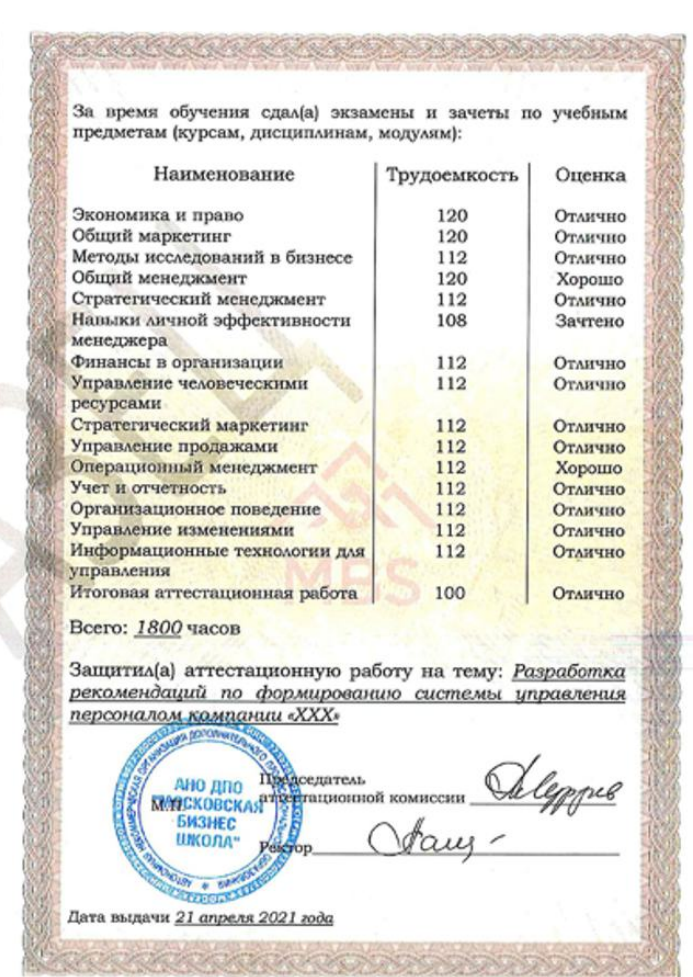 За время обучения сдал(а) экзамены и зачеты по учебным
предметам (курсам, дисциплинам, модулям):
Наименование Трудоемкость Оценка
Экономика и право 120 Отлично
Общий маркетинг 120 Отлично
Методы исследований в бизнесе 112 Отлично
Общий менеджмент 120 Хорошо
Стратегический менеджмент 112 Отлично
Навыки личной эффективности 108 Зачтено
менеджера
Финансы в организации 112 Отлично
Управление человеческими 112 Отлично
ресурсами
Стратегический маркетинг 112 Отлично
Управление продажами 112 Отлично
Операционный менеджмент 112 Хорошо
Учет и отчетность 112 Отлично
Организационное поведение 112 Отлично
Управление изменениями 112 Отлично
Информационные технологии для 112 Отлично
управления
Итоговая аттестационная работа 100 Отлично
MBS
Всего: 1800 часов
Защитил(а) аттестационную работу на тему: Разработка
рекомендаций по формированию системы управления
персоналом компании «XXX»
АНО ДПО
"МОСКОВСКАЯ
БИЗНЕС
ШКОЛА"
М.П.
Председатель
аттестационной комиссии
Ректор
Дата выдачи 21 апреля 2021 года